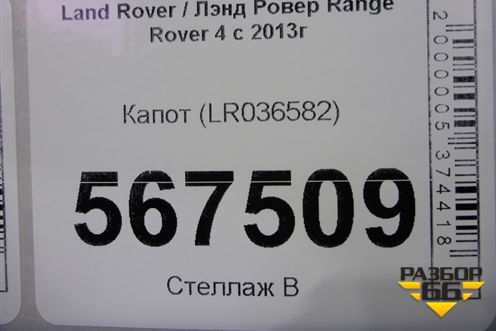 Land Rover / Лэнд Ровер Range
Rover 4 с 2013г
Капот (LR036582)
567509
Стеллаж В
2000005374418
РАЗБОР
66